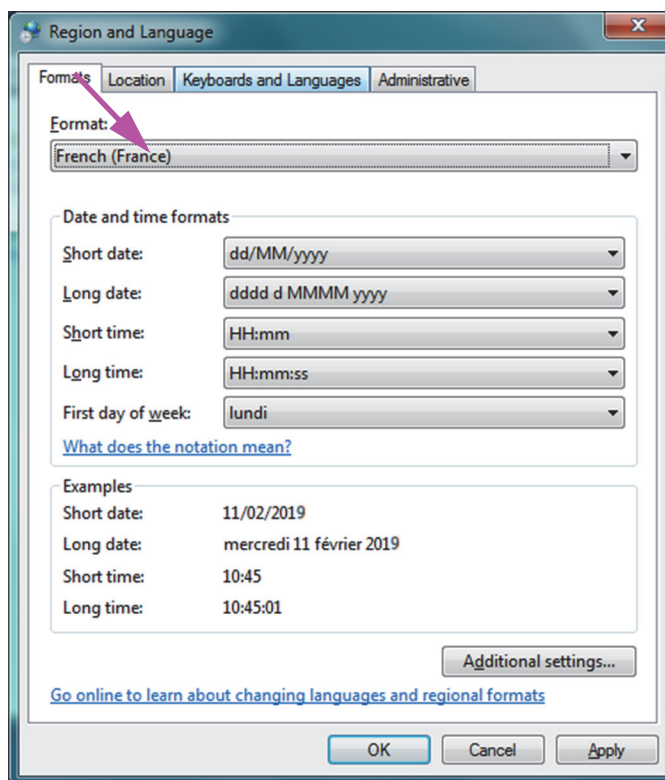 Region and Language
Formats Location Keyboards and Languages Administrative
Format:
French (France)
Date and time formats
Short date: dd/MM/yyyy
Long date: dddd d MMMM yyyy
Short time: HH:mm
Long time: HH:mm:ss
First day of week: lundi
What does the notation mean?
Examples
Short date: 11/02/2019
Long date: mercredi 11 février 2019
Short time: 10:45
Long time: 10:45:01
Additional settings...
Go online to learn about changing languages and regional formats
OK Cancel Apply